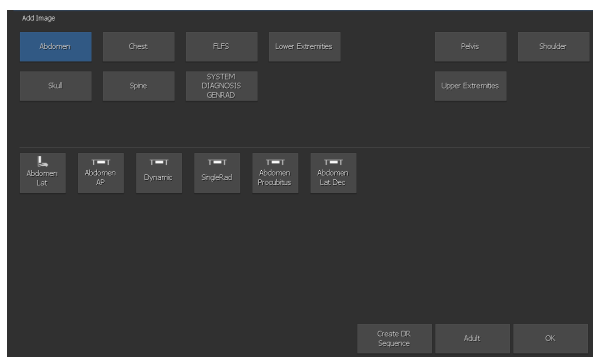 Add Image
Abdomen
Chest
FLFS
Lower Extremities
Pelvis
Shoulder
Skull
Spine
SYSTEM
DIAGNOSIS
GENRAD
Upper Extremities
Abdomen
Lat
Abdomen
AP
Dynamic
SingleRad
Abdomen
Procubitus
Abdomen
Lat Dec
Create DR
Sequence
Adult
OK